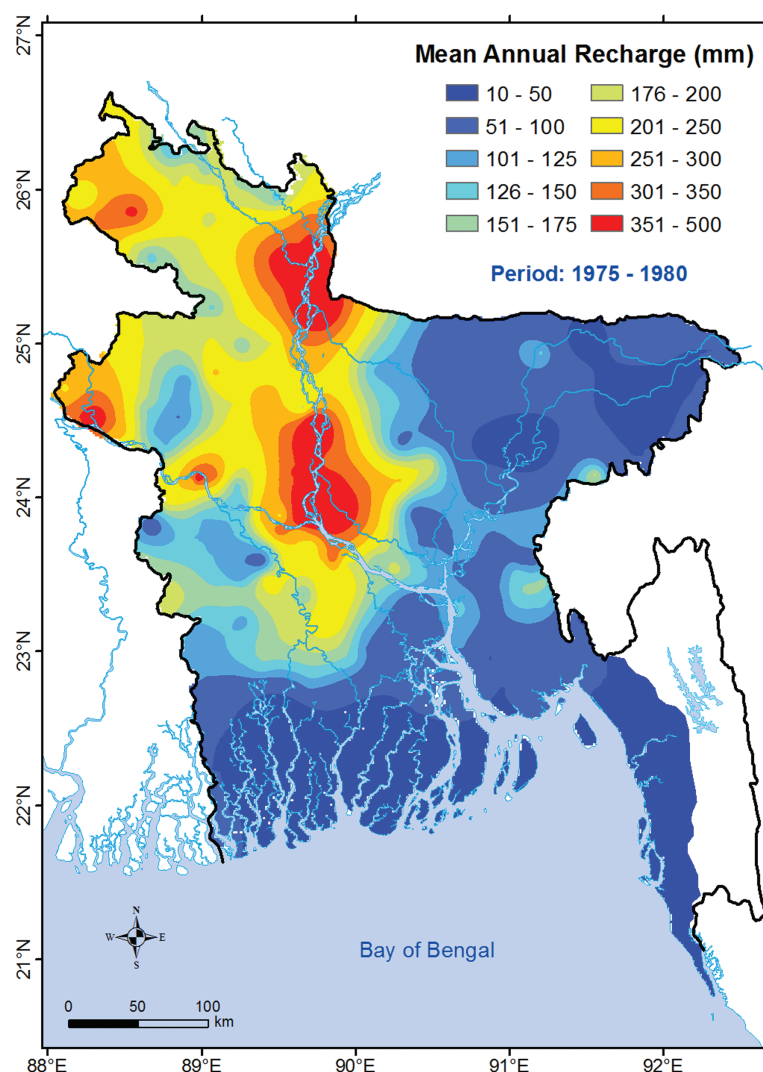 Mean Annual Recharge (mm)
10 - 50
51 - 100
101 - 125
126 - 150
151 - 175
176 - 200
201 - 250
251 - 300
301 - 350
351 - 500
Period: 1975 - 1980
27°N
26°N
25°N
24°N
23°N
22°N
21°N
Bay of Bengal
N
W E
S
0 50 100
km
88°E 89°E 90°E 91°E 92°E